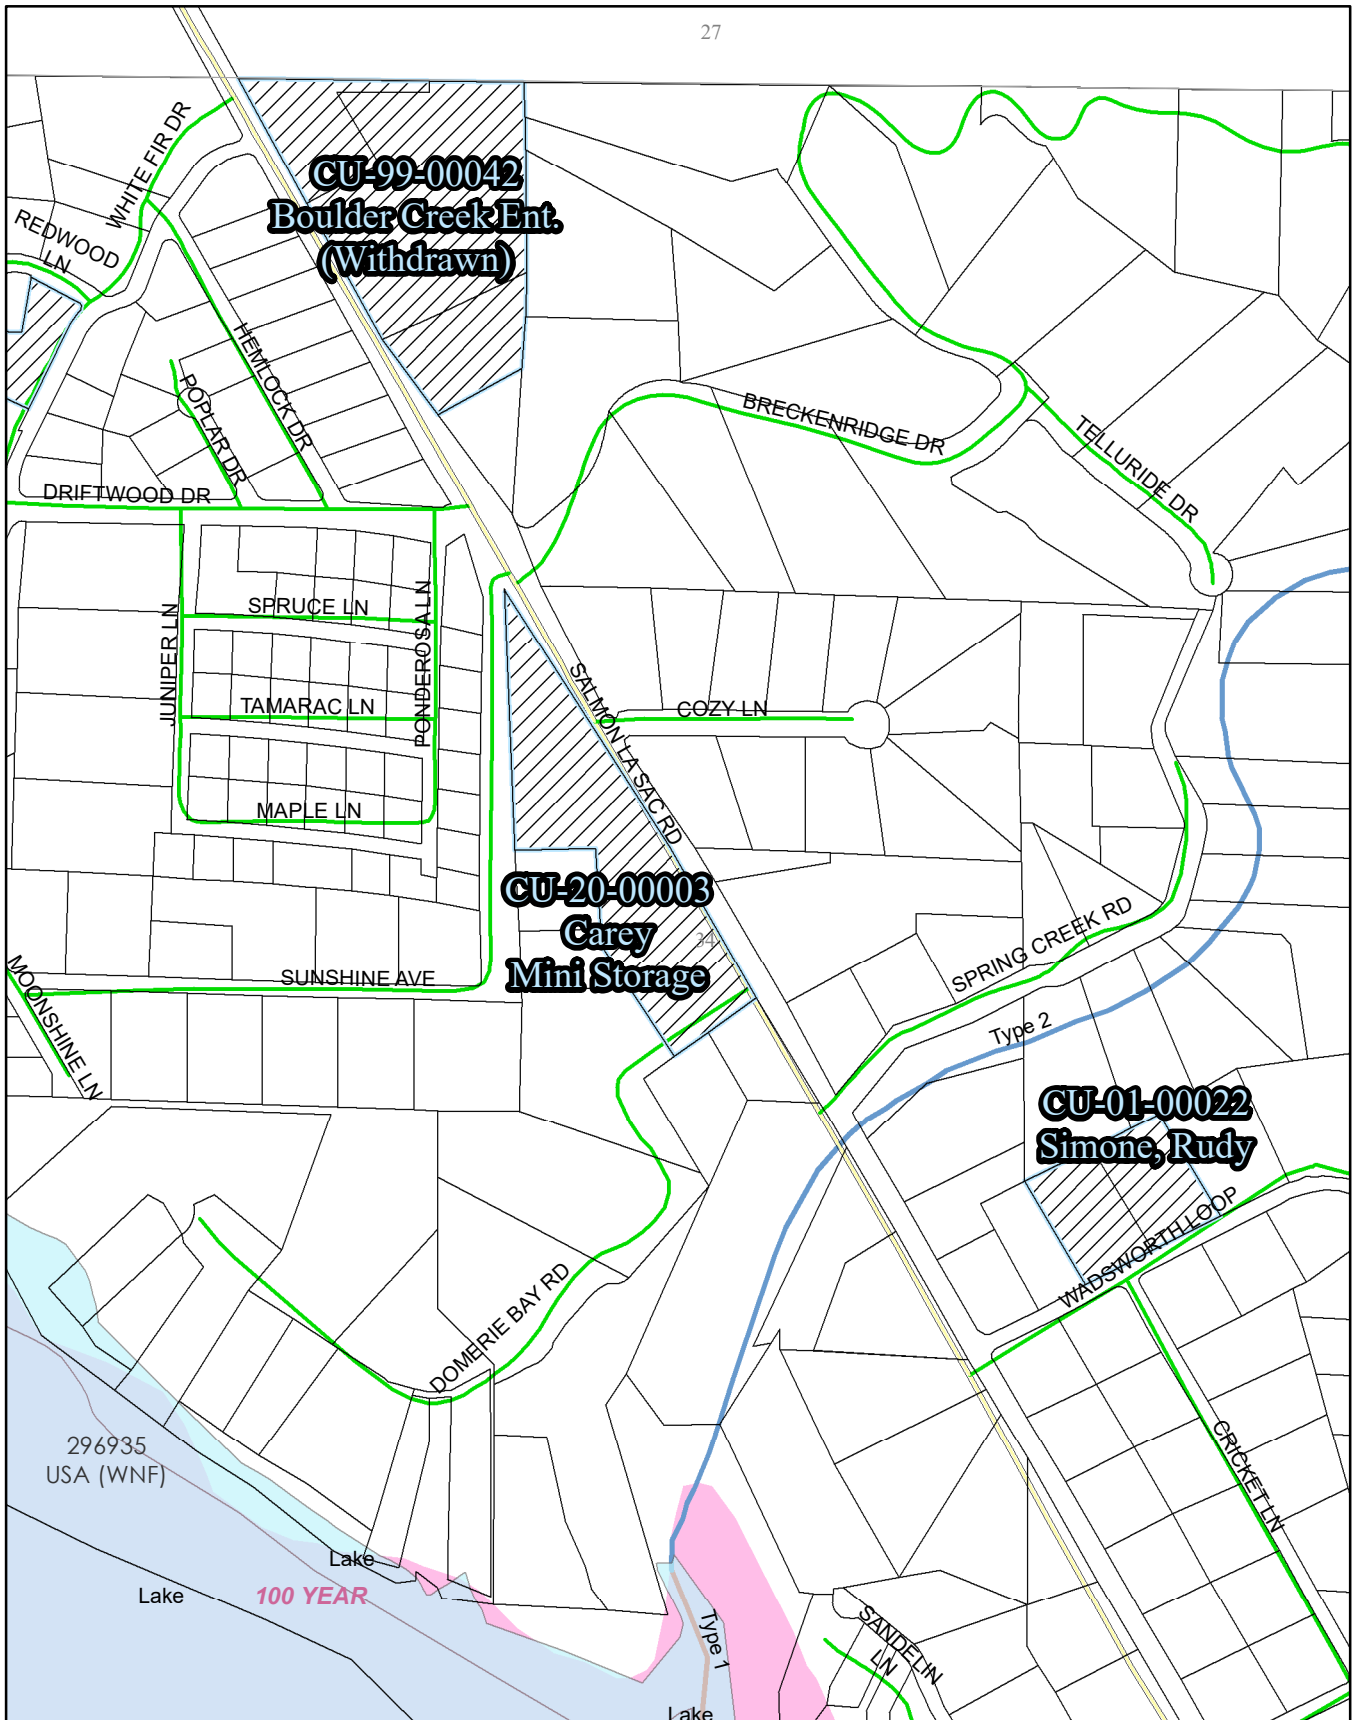 27
WHITE FIR DR
CU-99-00042
Boulder Creek Ent.
(Withdrawn)
REDWOOD
LN
HEMLOCK DR
POPLAR DR
BRECKENRIDGE DR
TELLURIDE DR
DRIFTWOOD DR
SPRUCE LN
JUNIPER LN
PONDEROSA LN
TAMARAC LN
SALMON LA SAC RD
COZY LN
MAPLE LN
CU-20-00003
Carey
Mini Storage
34
SPRING CREEK RD
SUNSHINE AVE
MOONSHINE LN
Type 2
CU-01-00022
Simone, Rudy
WADSWORTH LOOP
DOMERIE BAY RD
296935
USA (WNF)
CRICKET LN
Lake
Lake
100 YEAR
Type 1
SANDELIN
LN
Lake